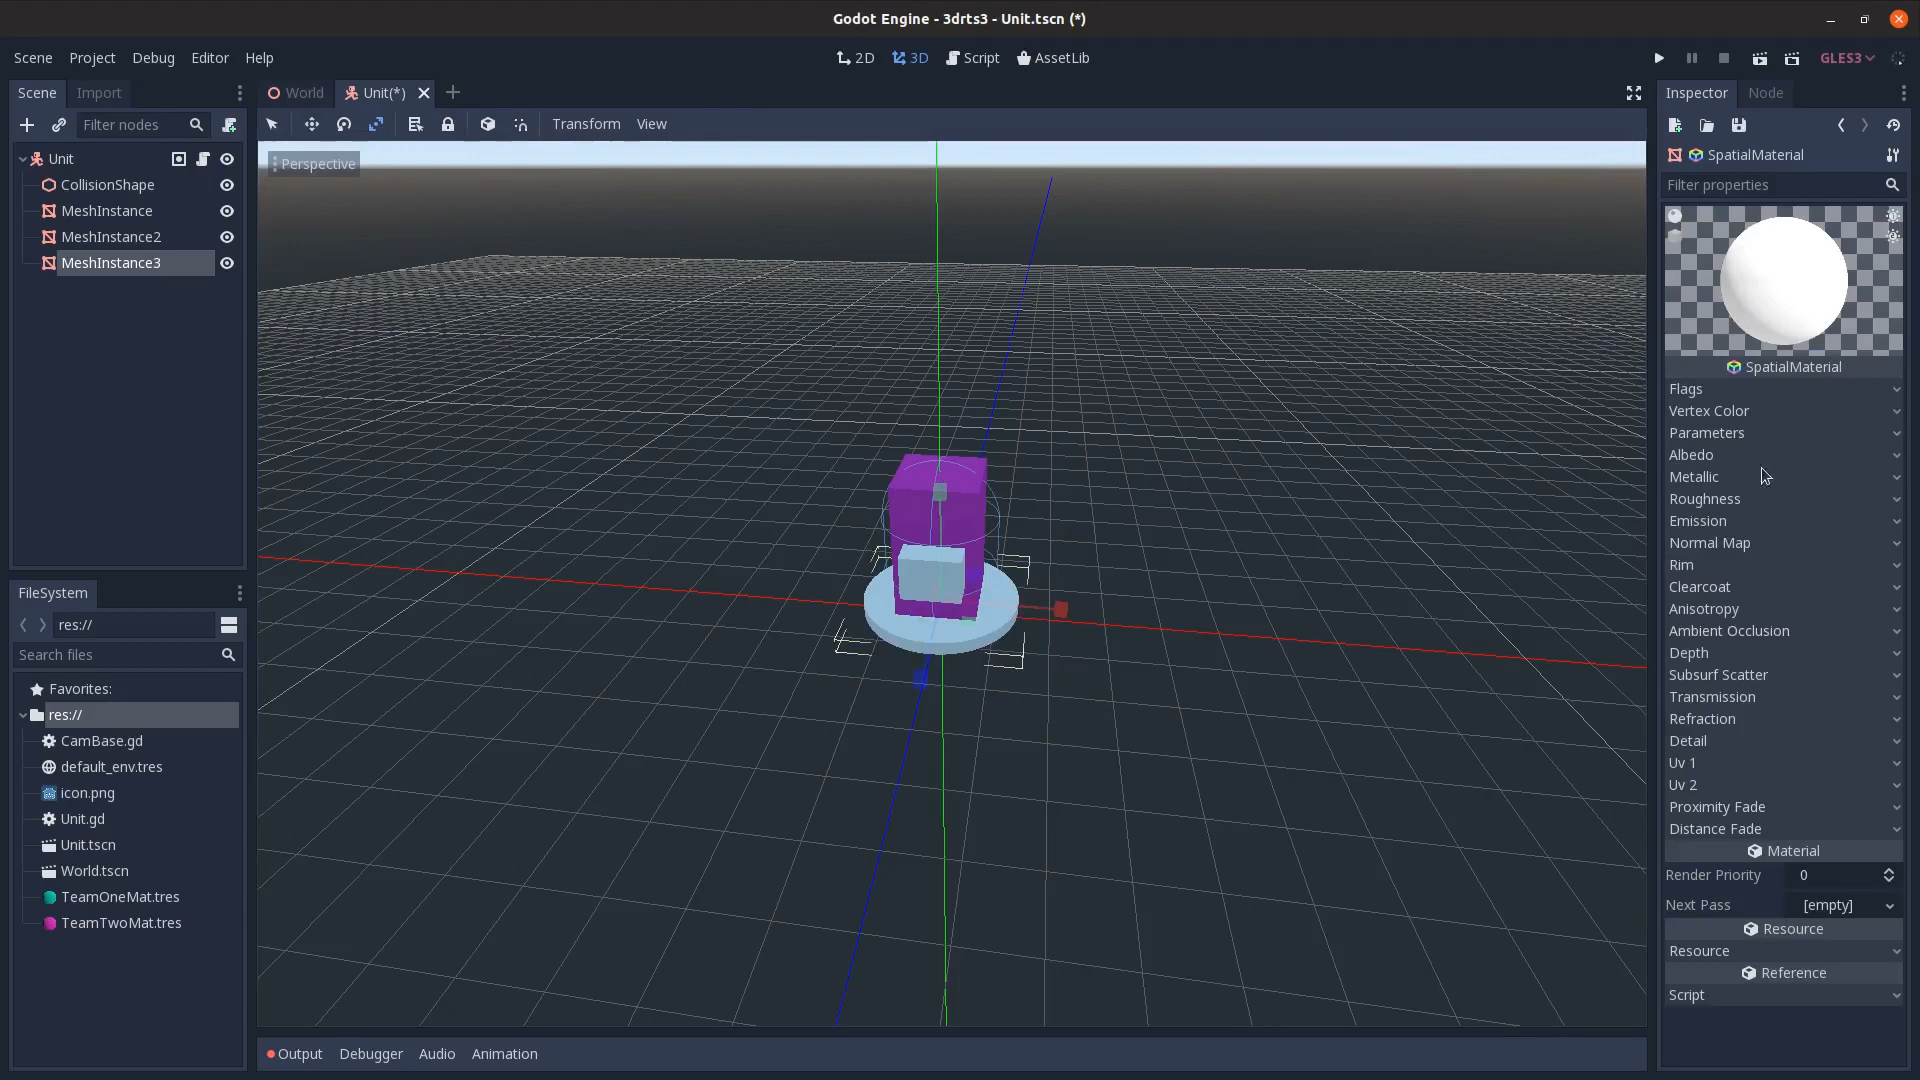 Godot Engine - 3drts3 - Unit.tscn (*)
Scene Project Debug Editor Help
2D 3D Script AssetLib
GLES3
Scene Import
World Unit(*)
Inspector Node
Filter nodes
Transform View
Perspective
Unit
CollisionShape
MeshInstance
MeshInstance2
MeshInstance3
FileSystem
res://
Search files
Favorites:
res://
CamBase.gd
default_env.tres
icon.png
Unit.gd
Unit.tscn
World.tscn
TeamOneMat.tres
TeamTwoMat.tres
Output Debugger Audio Animation
SpatialMaterial
Filter properties
SpatialMaterial
Flags
Vertex Color
Parameters
Albedo
Metallic
Roughness
Emission
Normal Map
Rim
Clearcoat
Anisotropy
Ambient Occlusion
Depth
Subsurf Scatter
Transmission
Refraction
Detail
Uv 1
Uv 2
Proximity Fade
Distance Fade
Material
Render Priority 0
Next Pass [empty]
Resource
Resource
Reference
Script